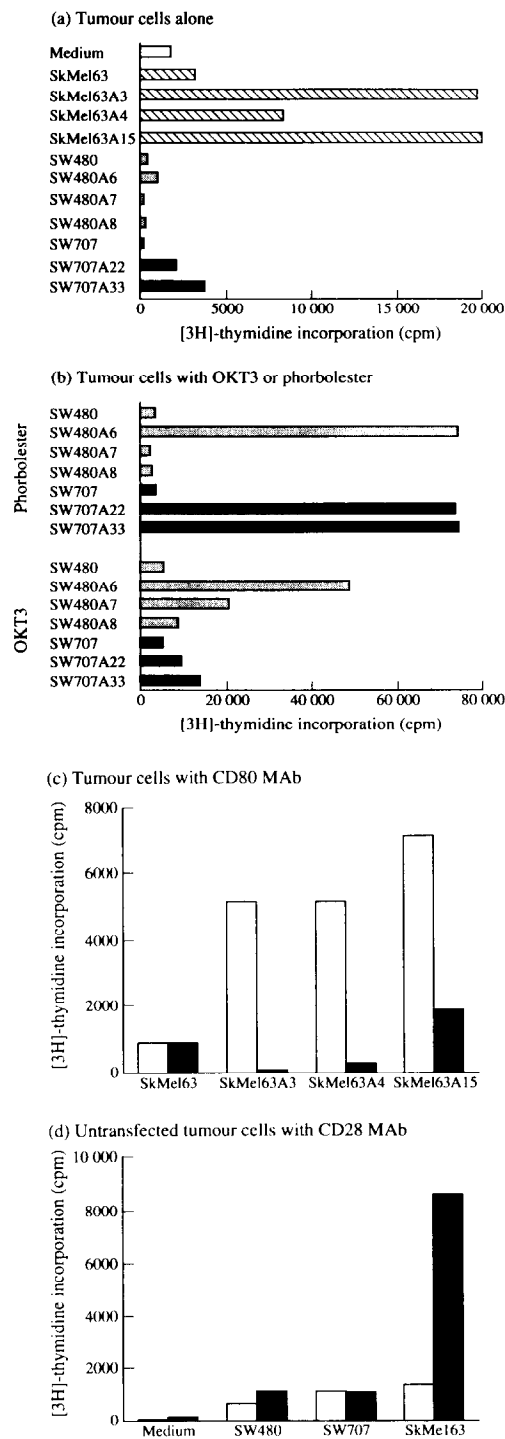 (a) Tumour cells alone
Medium
SkMel63
SkMel63A3
SkMel63A4
SkMel63A15
SW480
SW480A6
SW480A7
SW480A8
SW707
SW707A22
SW707A33
0 5000 10 000 15 000 20 000
[3H]-thymidine incorporation (cpm)
(b) Tumour cells with OKT3 or phorbolester
Phorbolester
SW480
SW480A6
SW480A7
SW480A8
SW707
SW707A22
SW707A33
OKT3
SW480
SW480A6
SW480A7
SW480A8
SW707
SW707A22
SW707A33
0 20 000 40 000 60 000 80 000
[3H]-thymidine incorporation (cpm)
(c) Tumour cells with CD80 MAb
[3H]-thymidine incorporation (cpm)
8000
6000
4000
2000
0
SkMel63 SkMel63A3 SkMel63A4 SkMel63A15
(d) Untransfected tumour cells with CD28 MAb
[3H]-thymidine incorporation (cpm)
10 000
8000
6000
4000
2000
0
Medium SW480 SW707 SkMel63